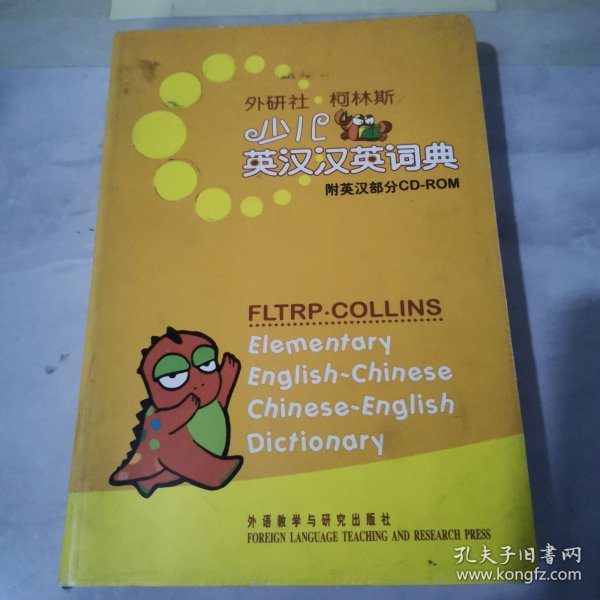 外研社·柯林斯
少儿
英汉汉英词典
附英汉部分CD-ROM
FLTRP·COLLINS
Elementary
English-Chinese
Chinese-English
Dictionary
外语教学与研究出版社
FOREIGN LANGUAGE TEACHING AND RESEARCH PRESS
孔夫子旧书网
www.kongfz.com